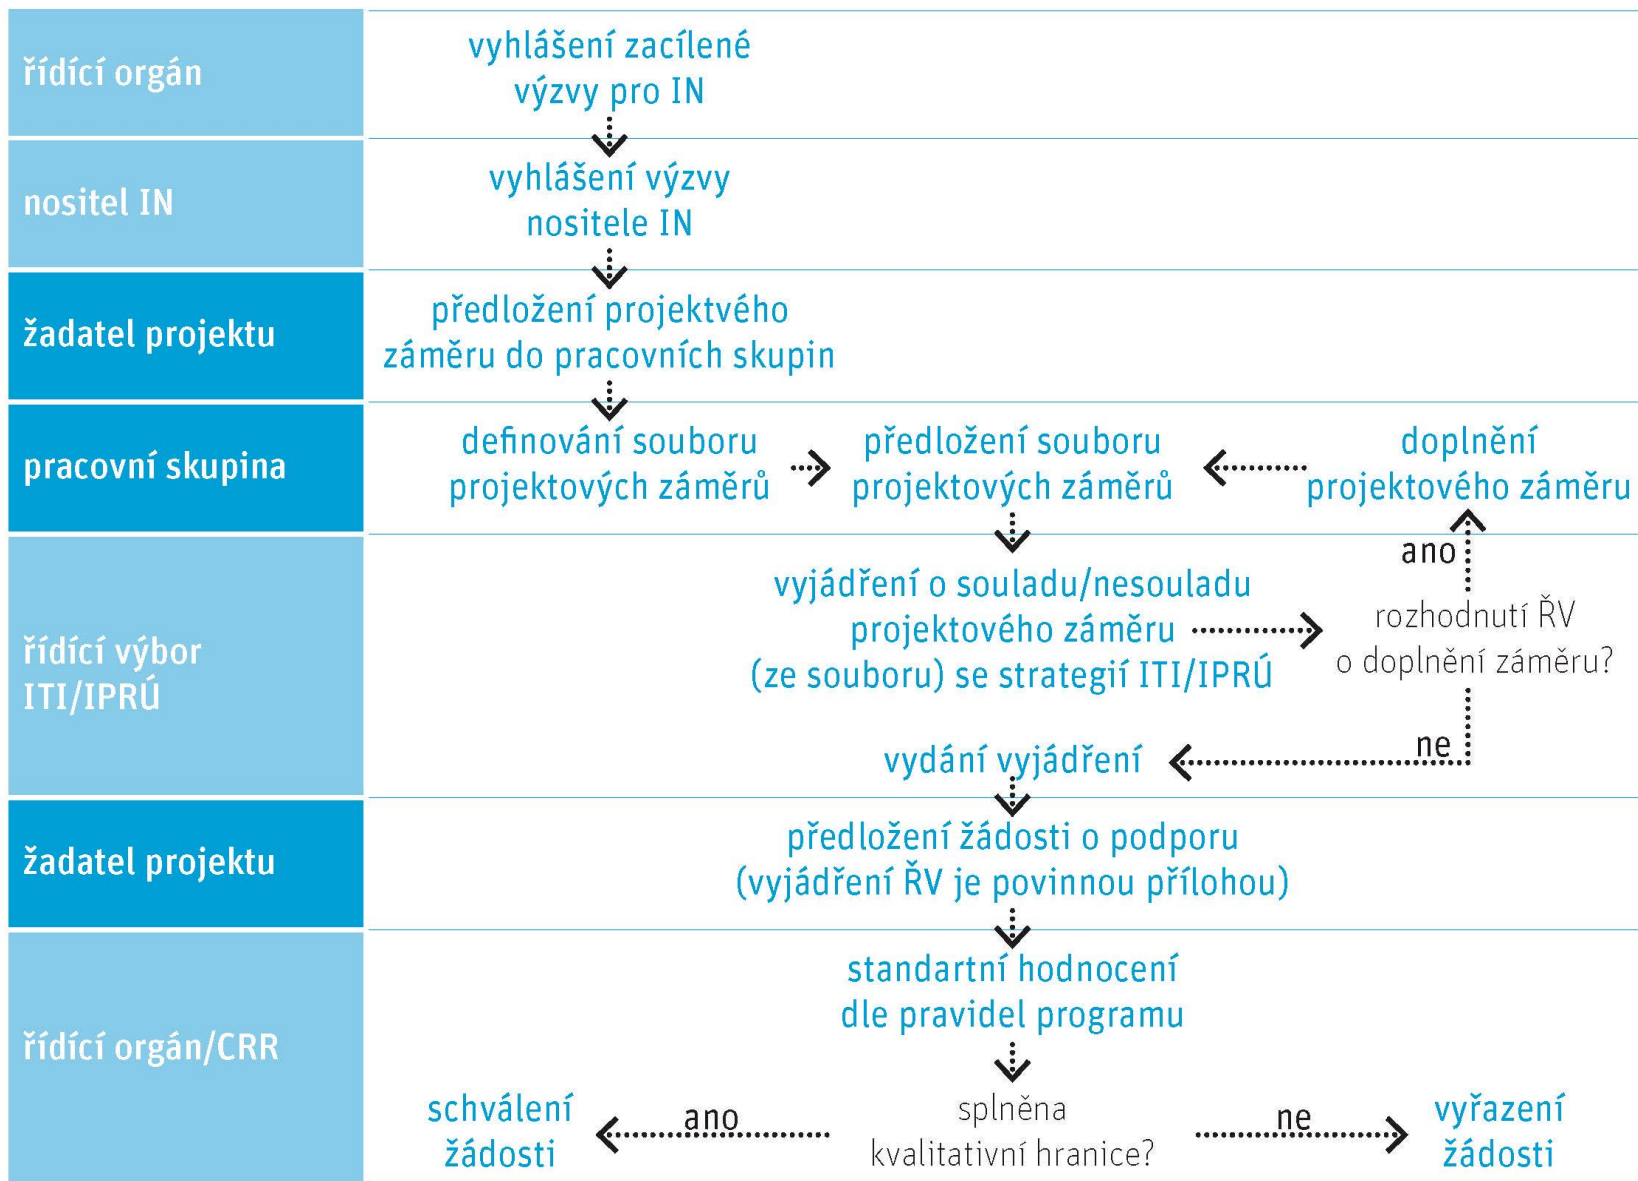 řídící orgán
vyhlášení zacílené
výzvy pro IN
nositel IN
vyhlášení výzvy
nositele IN
žadatel projektu
předložení projektvého
záměru do pracovních skupin
pracovní skupina
definování souboru
projektových záměrů
předložení souboru
projektových záměrů
doplnění
projektového záměru
řídící výbor
ITI/IPRÚ
vyjádření o souladu/nesouladu
projektového záměru
(ze souboru) se strategií ITI/IPRÚ
ano
rozhodnutí ŘV
o doplnění záměru?
ne
vydání vyjádření
žadatel projektu
předložení žádosti o podporu
(vyjádření ŘV je povinnou přílohou)
řídící orgán/CRR
standartní hodnocení
dle pravidel programu
schválení
žádosti
ano
splněna
kvalitativní hranice?
ne
vyřazení
žádosti